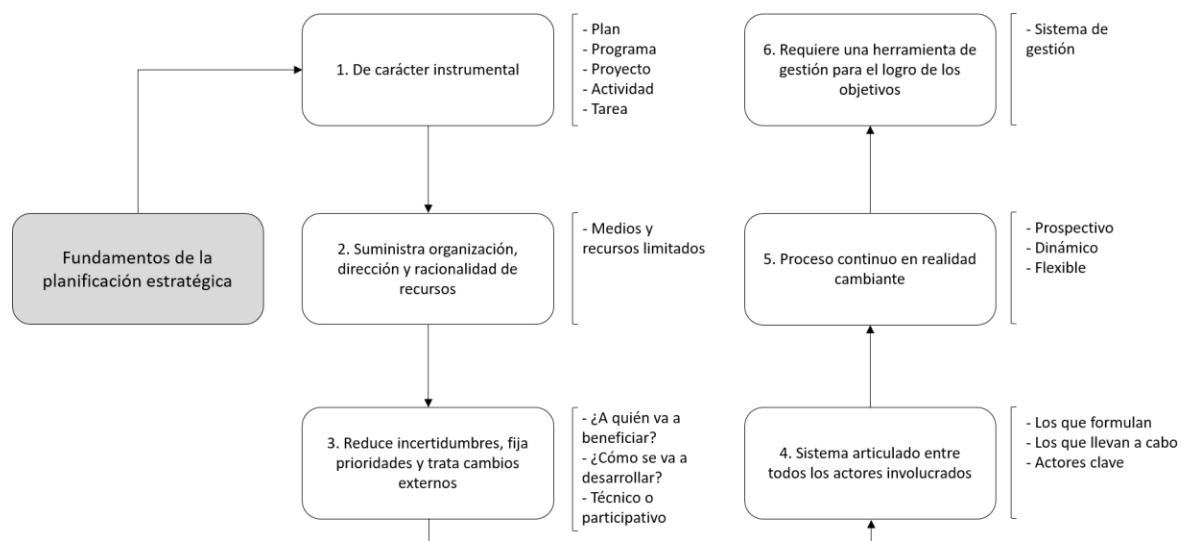 Fundamentos de la
planificación estratégica
1. De carácter instrumental
- Plan
- Programa
- Proyecto
- Actividad
- Tarea
2. Suministra organización,
dirección y racionalidad de
recursos
- Medios y
recursos limitados
3. Reduce incertidumbres, fija
prioridades y trata cambios
externos
- ¿A quién va a
beneficiar?
- ¿Cómo se va a
desarrollar?
- Técnico o
participativo
4. Sistema articulado entre
todos los actores involucrados
- Los que formulan
- Los que llevan a cabo
- Actores clave
5. Proceso continuo en realidad
cambiante
- Prospectivo
- Dinámico
- Flexible
6. Requiere una herramienta de
gestión para el logro de los
objetivos
- Sistema de
gestión